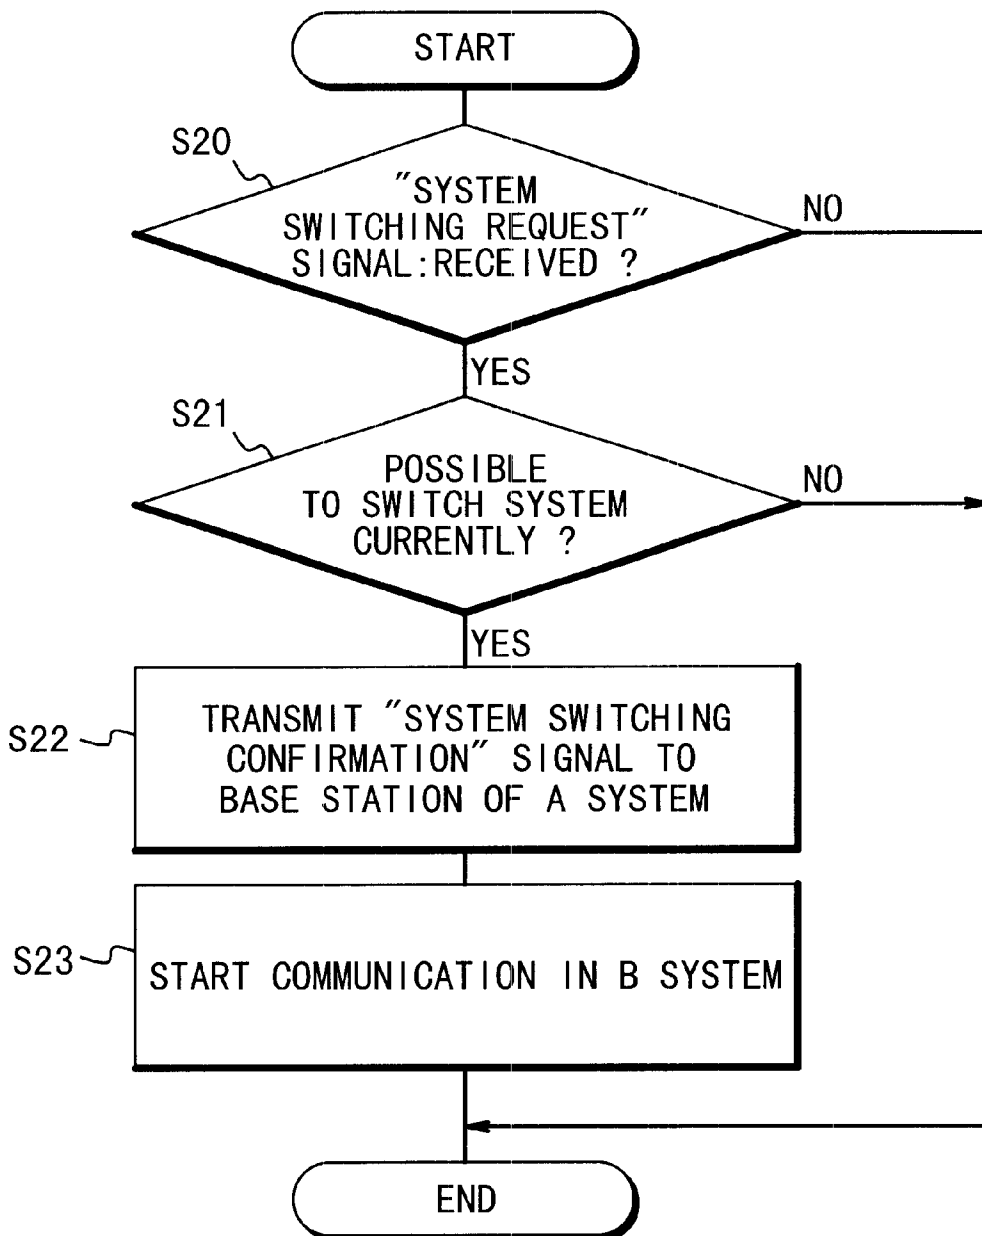 START
S20
"SYSTEM
SWITCHING REQUEST"
SIGNAL:RECEIVED ?
NO
YES
S21
POSSIBLE
TO SWITCH SYSTEM
CURRENTLY ?
NO
YES
S22
TRANSMIT "SYSTEM SWITCHING
CONFIRMATION" SIGNAL TO
BASE STATION OF A SYSTEM
S23
START COMMUNICATION IN B SYSTEM
END